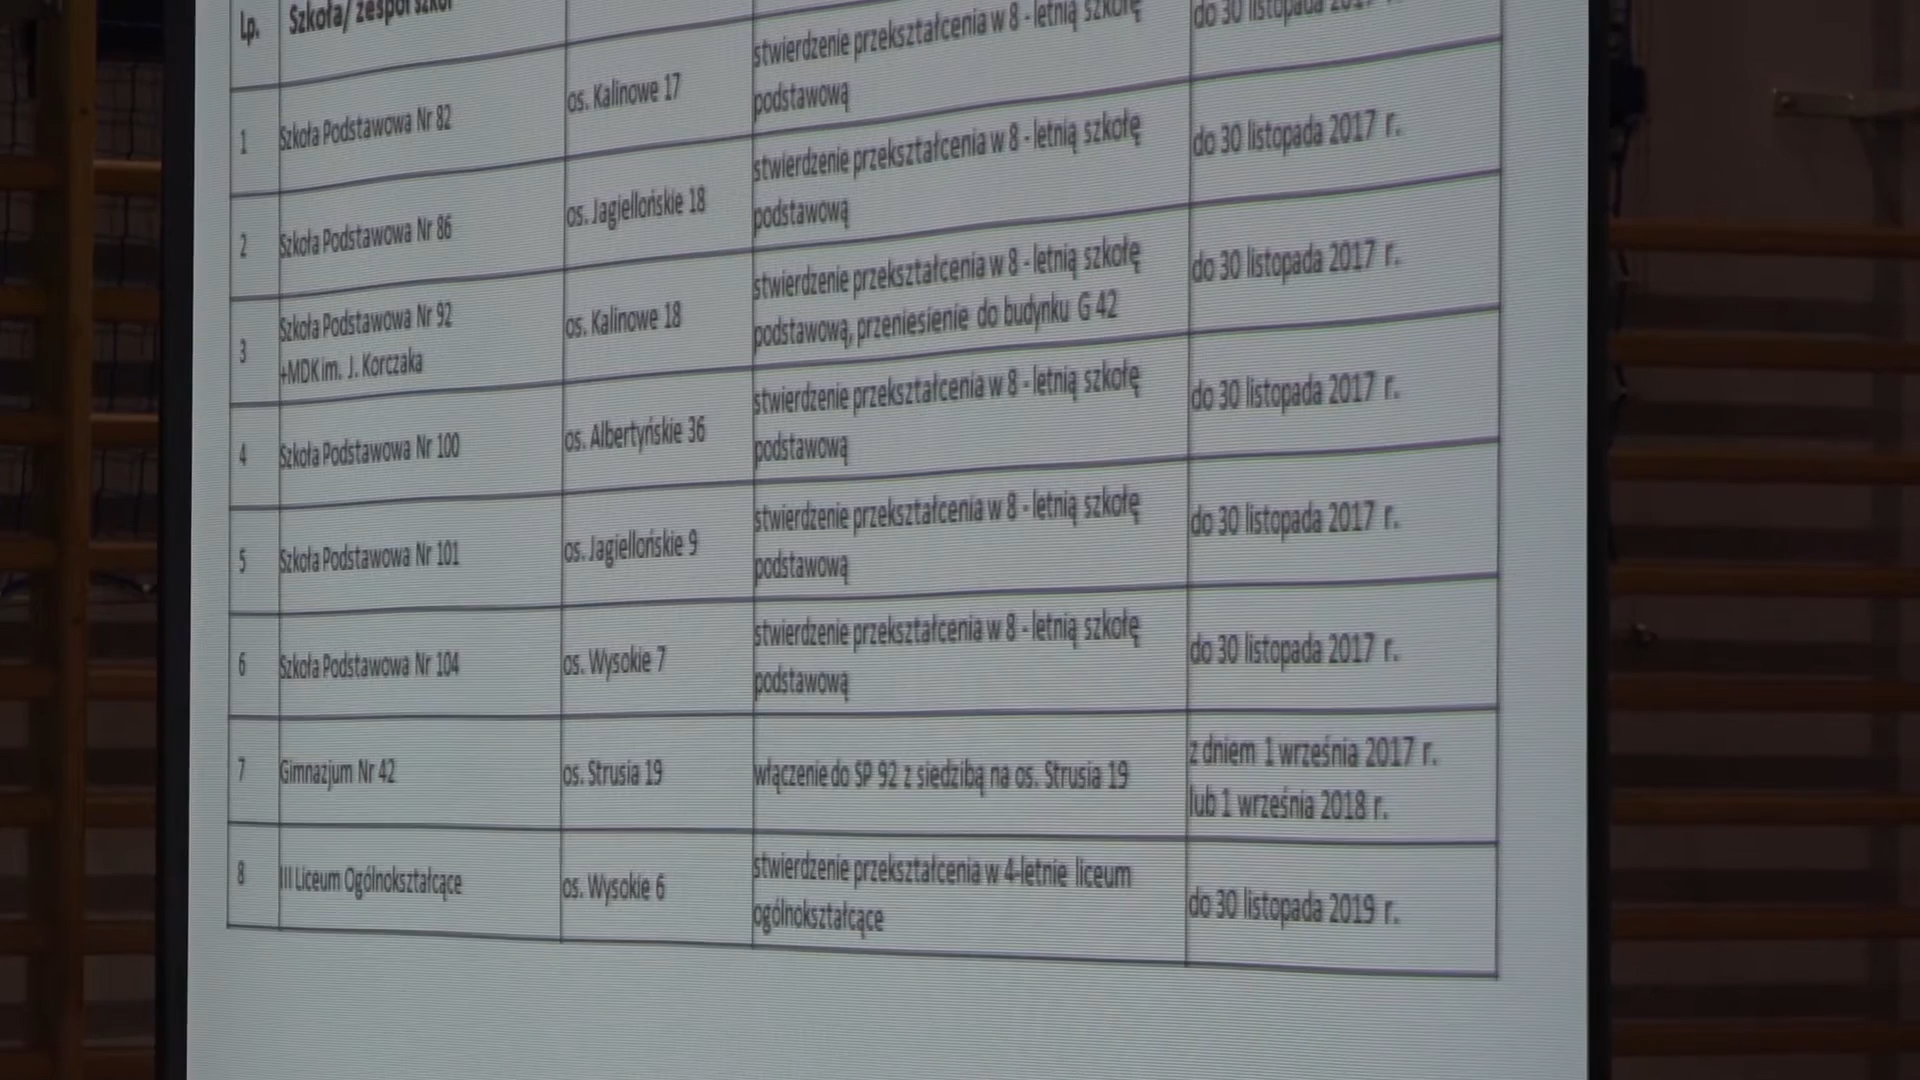 Lp.
Szkoła/ zespół szkół
1
Szkoła Podstawowa Nr 82
os. Kalinowe 17
stwierdzenie przekształcenia w 8 - letnią szkołę
podstawową
do 30 listopada 2017 r.
2
Szkoła Podstawowa Nr 86
os. Jagiellońskie 18
stwierdzenie przekształcenia w 8 - letnią szkołę
podstawową
do 30 listopada 2017 r.
3
Szkoła Podstawowa Nr 92
+MDK im. J. Korczaka
os. Kalinowe 18
stwierdzenie przekształcenia w 8 - letnią szkołę
podstawową, przeniesienie do budynku G 42
do 30 listopada 2017 r.
4
Szkoła Podstawowa Nr 100
os. Albertyńskie 36
stwierdzenie przekształcenia w 8 - letnią szkołę
podstawową
do 30 listopada 2017 r.
5
Szkoła Podstawowa Nr 101
os. Jagiellońskie 9
stwierdzenie przekształcenia w 8 - letnią szkołę
podstawową
do 30 listopada 2017 r.
6
Szkoła Podstawowa Nr 104
os. Wysokie 7
stwierdzenie przekształcenia w 8 - letnią szkołę
podstawową
do 30 listopada 2017 r.
7
Gimnazjum Nr 42
os. Strusia 19
włączenie do SP 92 z siedzibą na os. Strusia 19
z dniem 1 września 2017 r.
lub 1 września 2018 r.
8
III Liceum Ogólnokształcące
os. Wysokie 6
stwierdzenie przekształcenia w 4-letnie liceum
ogólnokształcące
do 30 listopada 2019 r.